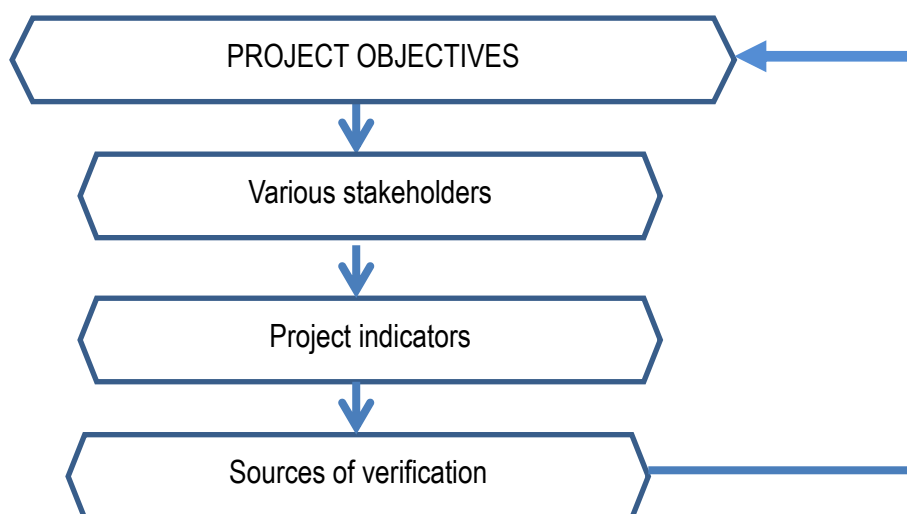 PROJECT OBJECTIVES
Various stakeholders
Project indicators
Sources of verification